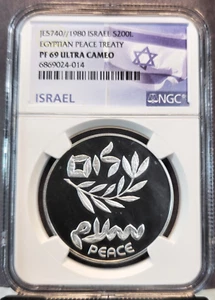 JE5740//1980 ISRAEL S200L
EGYPTIAN PEACE TREATY
PF 69 ULTRA CAMEO
6869024-014
ISRAEL
NGC
שלום
سلام
PEACE